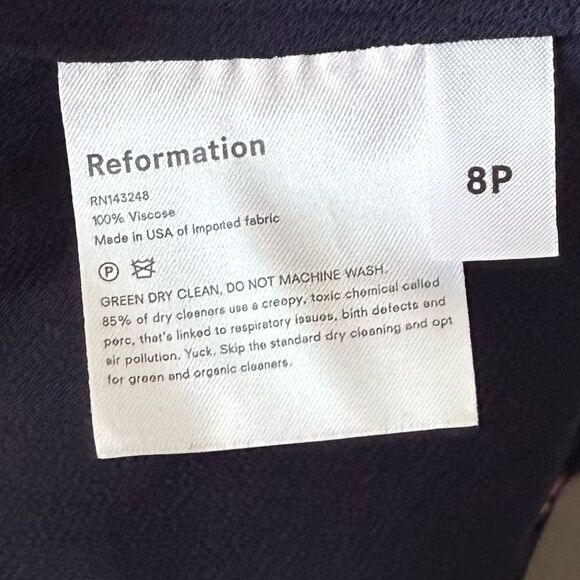 Reformation
8P
RN143248
100% Viscose
Made in USA of imported fabric
P
GREEN DRY CLEAN, DO NOT MACHINE WASH.
85% of dry cleaners use a creepy, toxic chemical called
perc, that's linked to respiratory issues, birth defects and
air pollution. Yuck. Skip the standard dry cleaning and opt
for green and organic cleaners.